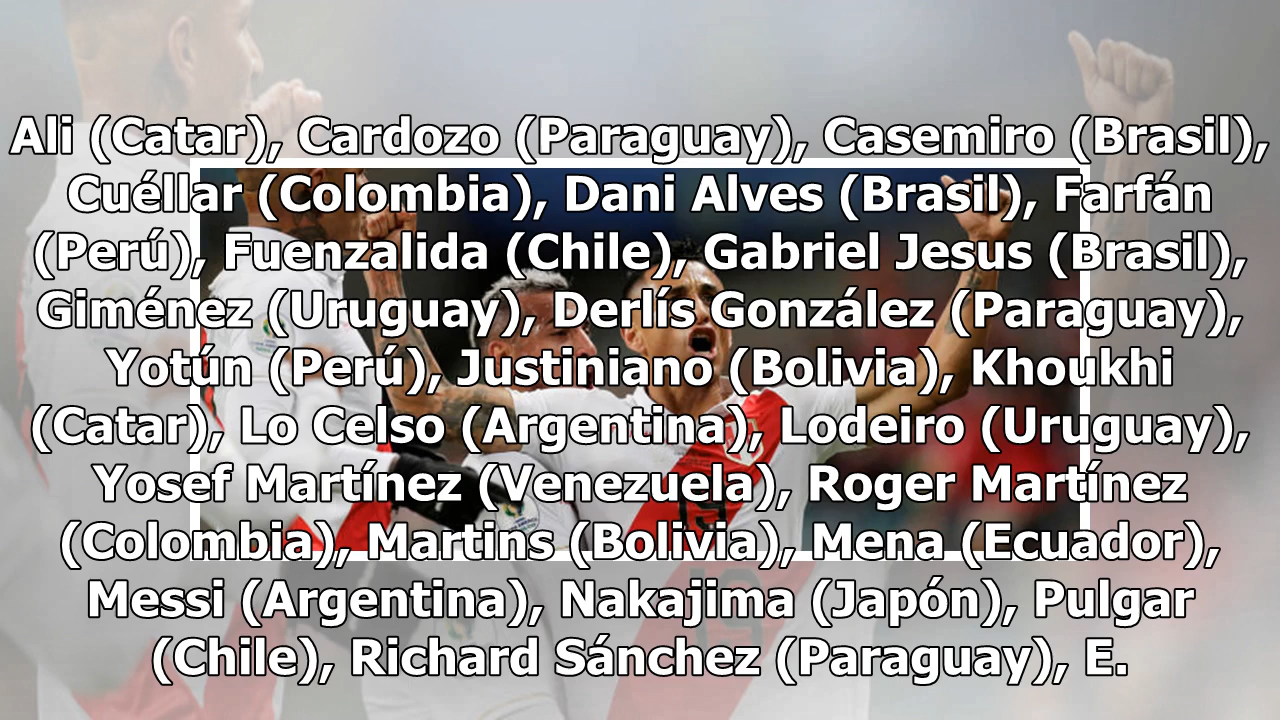 Ali (Catar), Cardozo (Paraguay), Casemiro (Brasil),
Cuéllar (Colombia), Dani Alves (Brasil), Farfán
(Perú), Fuenzalida (Chile), Gabriel Jesus (Brasil),
Giménez (Uruguay), Derlís González (Paraguay),
Yotún (Perú), Justiniano (Bolivia), Khoukhi
(Catar), Lo Celso (Argentina), Lodeiro (Uruguay),
Yosef Martínez (Venezuela), Roger Martínez
(Colombia), Martins (Bolivia), Mena (Ecuador),
Messi (Argentina), Nakajima (Japón), Pulgar
(Chile), Richard Sánchez (Paraguay), E.
19
19